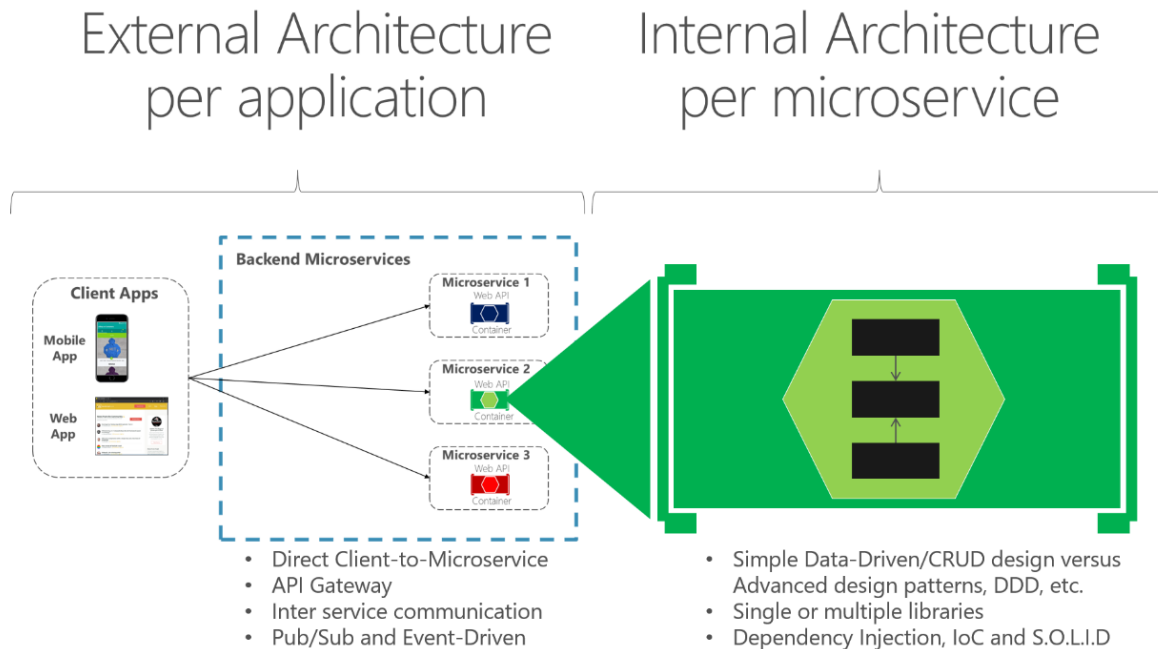 External Architecture
per application
Internal Architecture
per microservice
Client Apps
Mobile
App
Web
App
Backend Microservices
Microservice 1
Web API
Container
Microservice 2
Web API
Container
Microservice 3
Web API
Container
• Direct Client-to-Microservice
• API Gateway
• Inter service communication
• Pub/Sub and Event-Driven
• Simple Data-Driven/CRUD design versus
Advanced design patterns, DDD, etc.
• Single or multiple libraries
• Dependency Injection, IoC and S.O.L.I.D